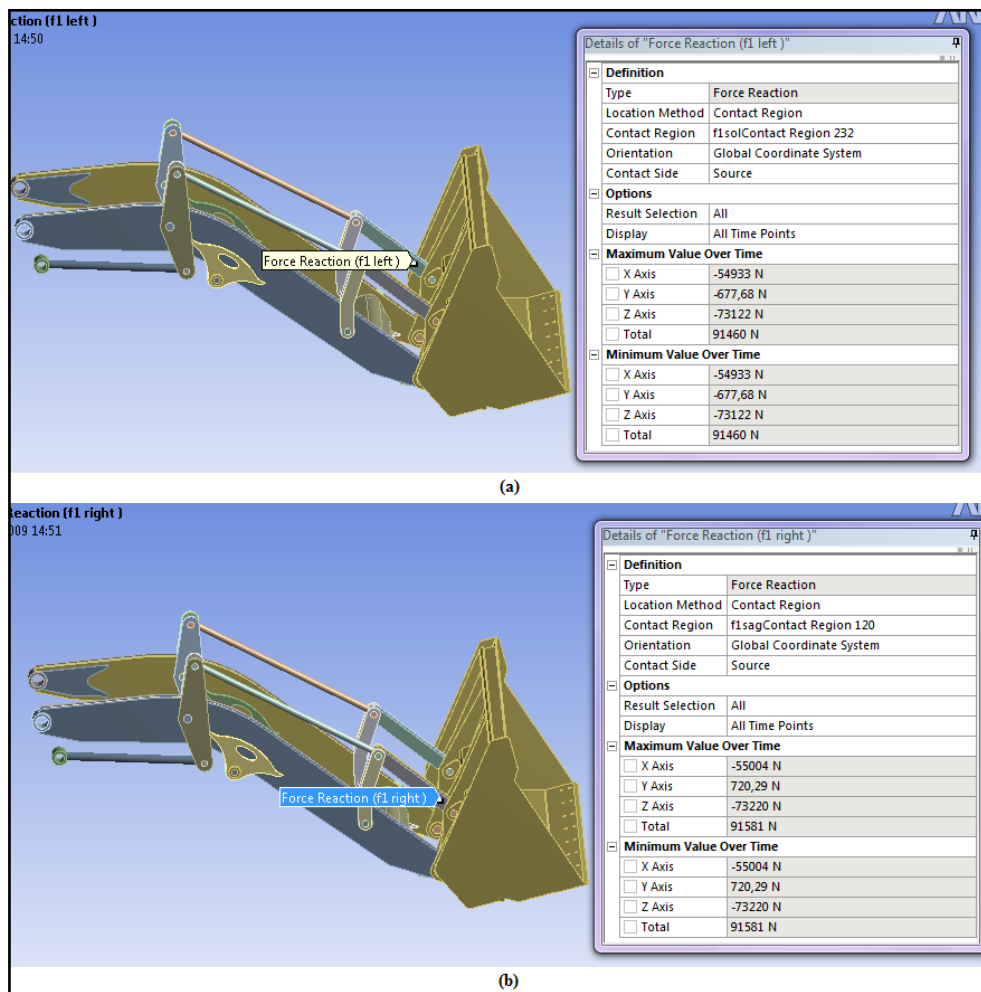 ction (f1 left )
14:50
Force Reaction (f1 left )
Details of "Force Reaction (f1 left )"
Definition
Type Force Reaction
Location Method Contact Region
Contact Region f1solContact Region 232
Orientation Global Coordinate System
Contact Side Source
Options
Result Selection All
Display All Time Points
Maximum Value Over Time
X Axis -54933 N
Y Axis -677,68 N
Z Axis -73122 N
Total 91460 N
Minimum Value Over Time
X Axis -54933 N
Y Axis -677,68 N
Z Axis -73122 N
Total 91460 N
(a)
Reaction (f1 right )
009 14:51
Force Reaction (f1 right )
Details of "Force Reaction (f1 right )"
Definition
Type Force Reaction
Location Method Contact Region
Contact Region f1sagContact Region 120
Orientation Global Coordinate System
Contact Side Source
Options
Result Selection All
Display All Time Points
Maximum Value Over Time
X Axis -55004 N
Y Axis 720,29 N
Z Axis -73220 N
Total 91581 N
Minimum Value Over Time
X Axis -55004 N
Y Axis 720,29 N
Z Axis -73220 N
Total 91581 N
(b)